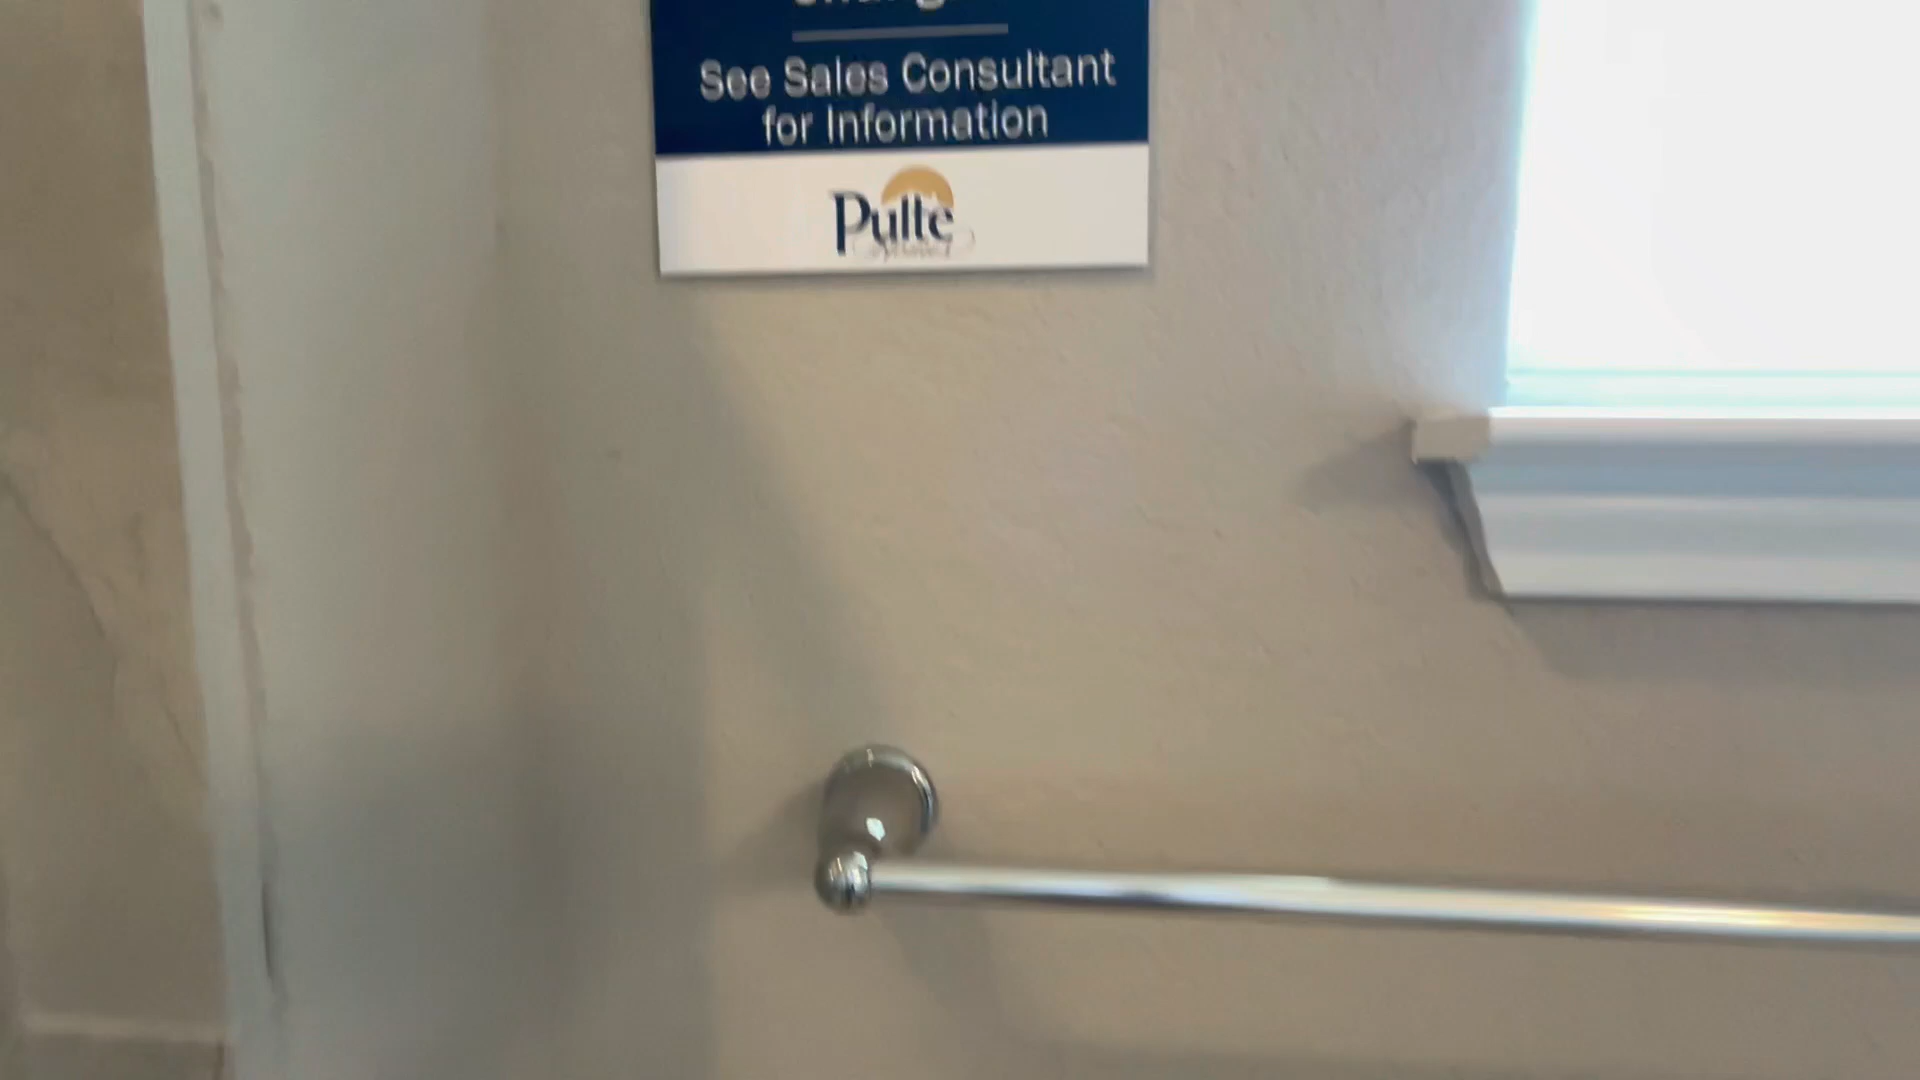 See Sales Consultant
for Information
Pulte